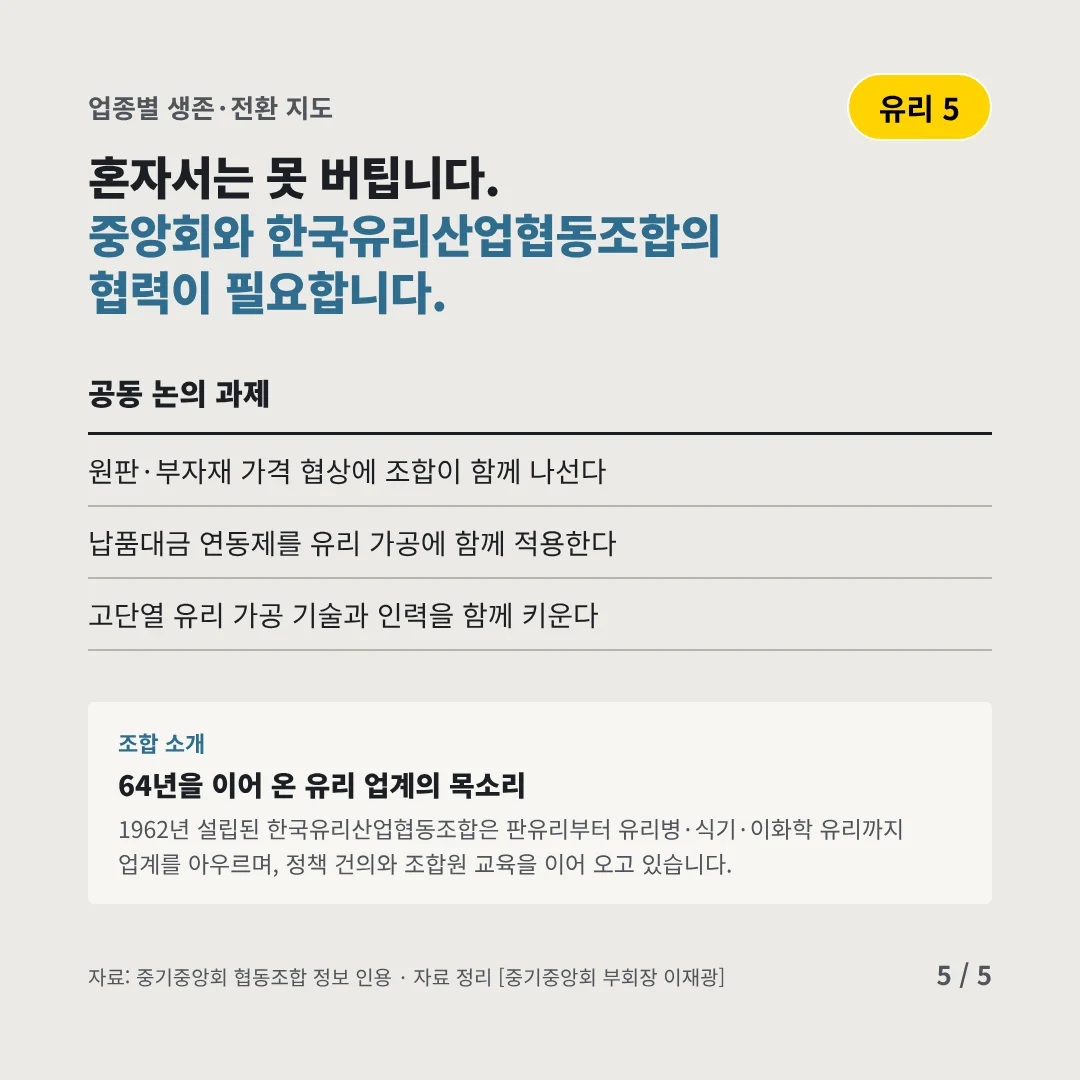 업종별 생존·전환 지도
유리 5
혼자서는 못 버팁니다.
중앙회와 한국유리산업협동조합의
협력이 필요합니다.
공동 논의 과제
원판·부자재 가격 협상에 조합이 함께 나선다
납품대금 연동제를 유리 가공에 함께 적용한다
고단열 유리 가공 기술과 인력을 함께 키운다
조합 소개
64년을 이어 온 유리 업계의 목소리
1962년 설립된 한국유리산업협동조합은 판유리부터 유리병·식기·이화학 유리까지
업계를 아우르며, 정책 건의와 조합원 교육을 이어 오고 있습니다.
자료: 중기중앙회 협동조합 정보 인용 · 자료 정리 [중기중앙회 부회장 이재광]
5 / 5